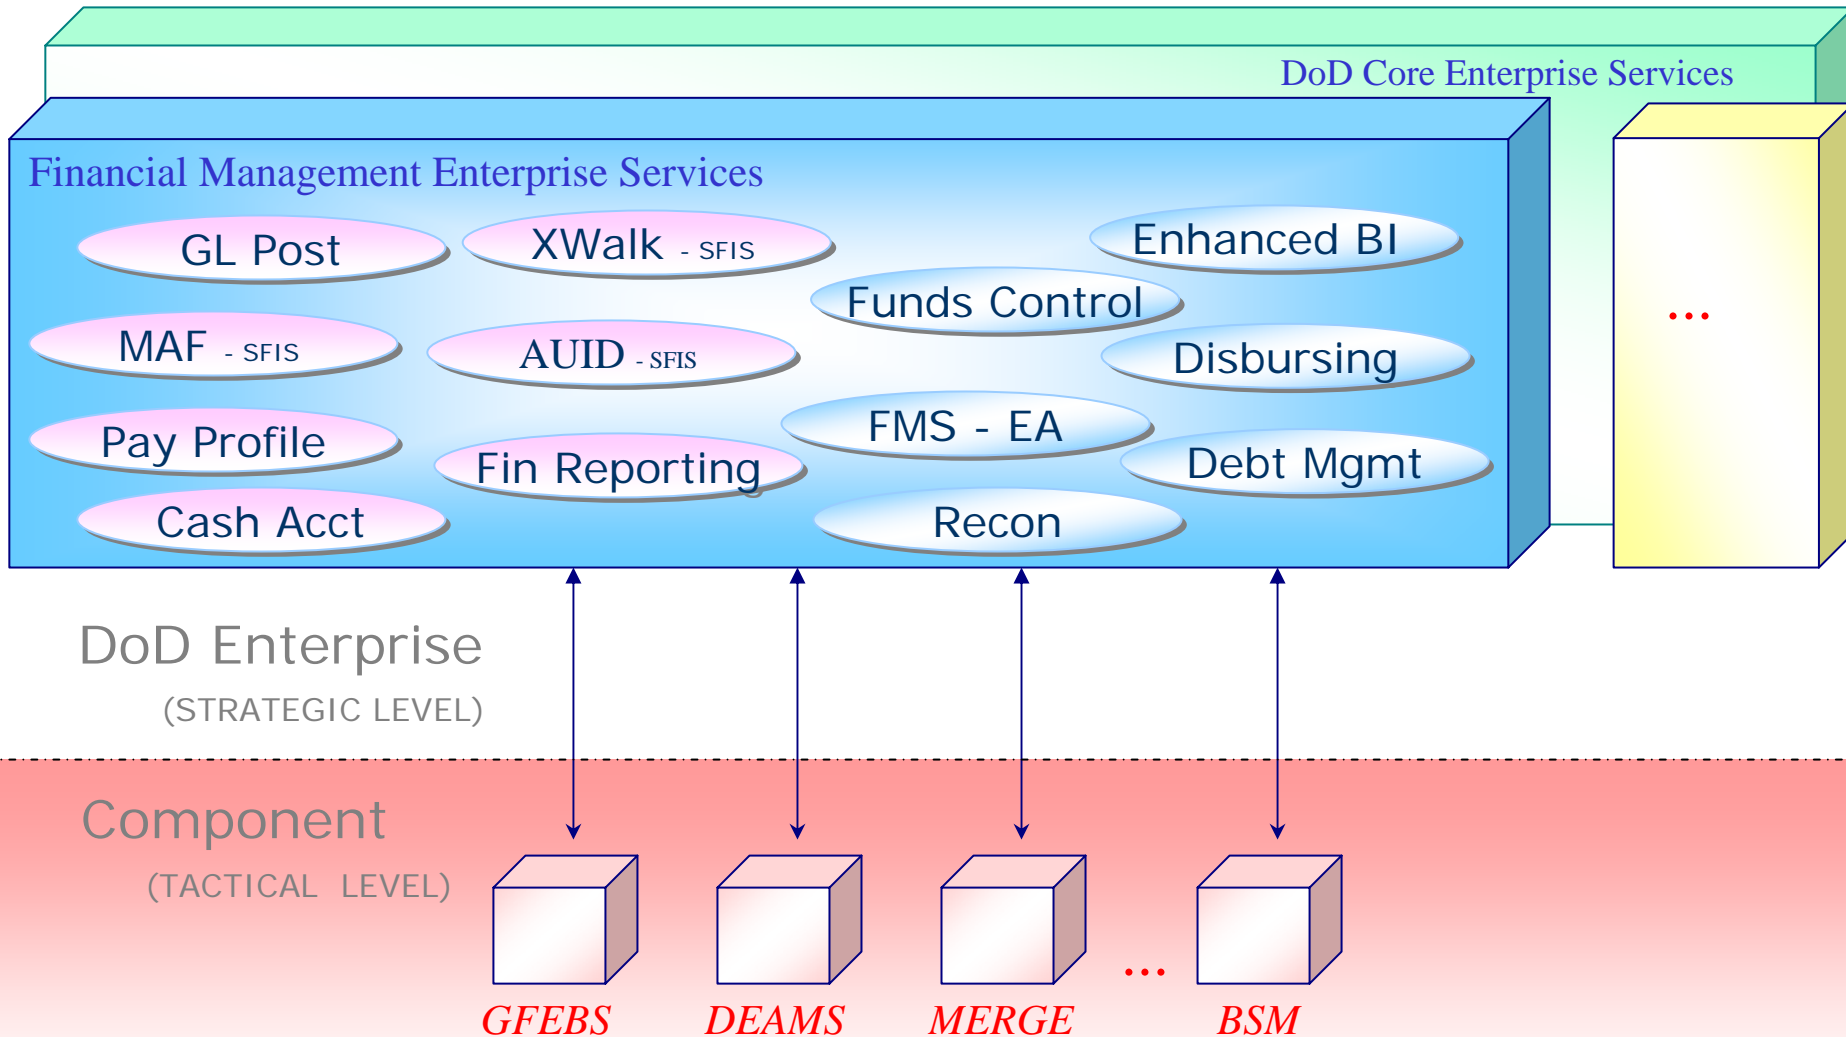 DoD Core Enterprise Services
Financial Management Enterprise Services
GL Post
XWalk - SFIS
Enhanced BI
Funds Control
MAF - SFIS
AUID - SFIS
Disbursing
...
Pay Profile
Fin Reporting
FMS - EA
Debt Mgmt
Cash Acct
Recon
DoD Enterprise
(STRATEGIC LEVEL)
Component
(TACTICAL LEVEL)
...
GFEBS
DEAMS
MERGE
BSM